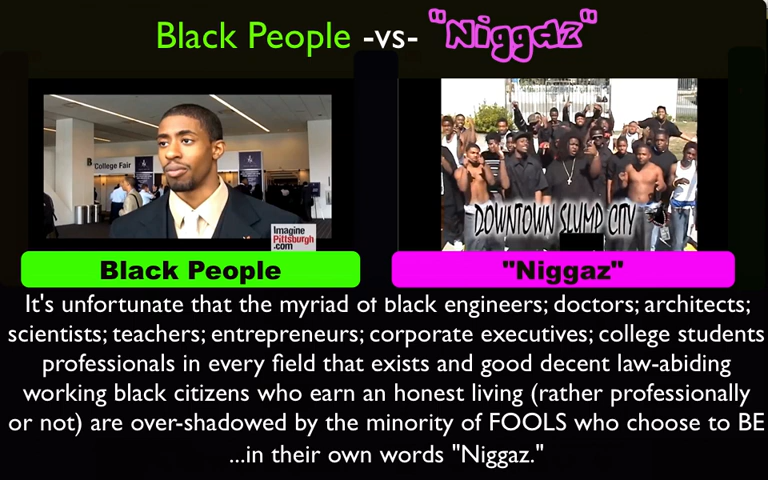 Black People -vs- "Niggaz"
College Fair
Imagine
Pittsburgh
.com
DOWNTOWN SLUMP CITY
Black People
"Niggaz"
It's unfortunate that the myriad of black engineers; doctors; architects;
scientists; teachers; entrepreneurs; corporate executives; college students
professionals in every field that exists and good decent law-abiding
working black citizens who earn an honest living (rather professionally
or not) are over-shadowed by the minority of FOOLS who choose to BE
...in their own words "Niggaz."